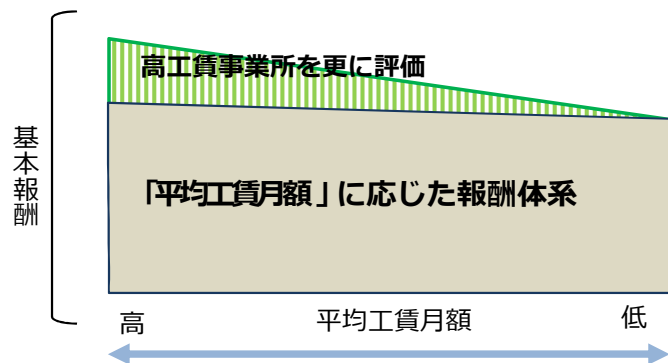 高工賃事業所を更に評価
基本報酬
「平均工賃月額」に応じた報酬体系
高
平均工賃月額
低